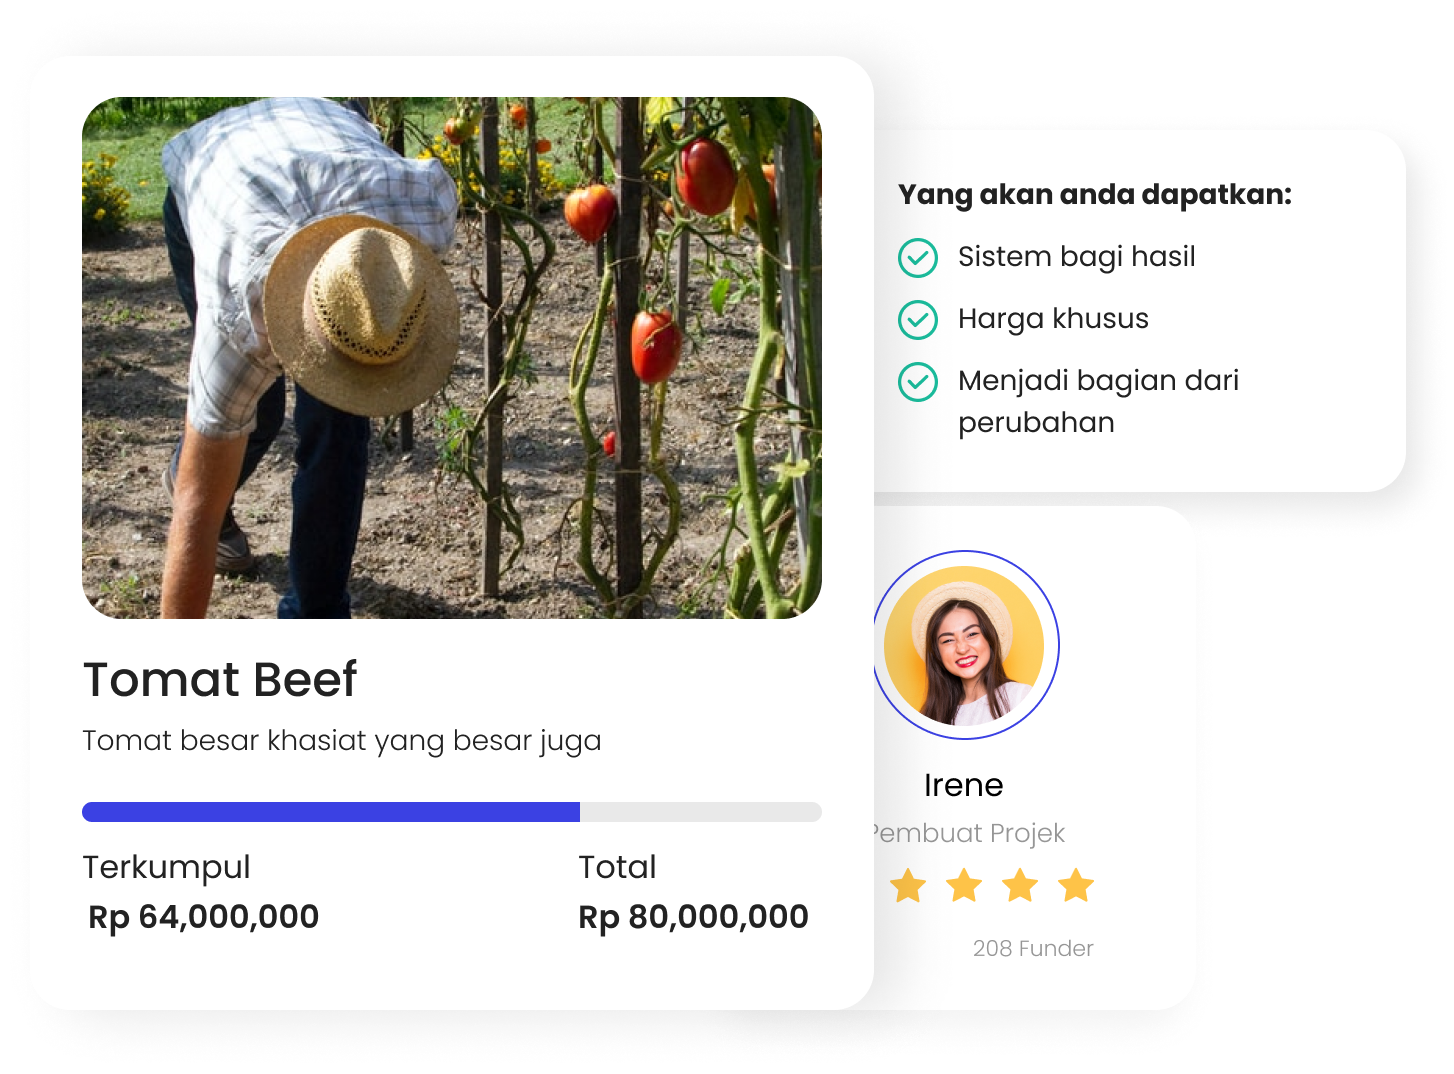 Yang akan anda dapatkan:
Sistem bagi hasil
Harga khusus
Menjadi bagian dari
perubahan
Tomat Beef
Tomat besar khasiat yang besar juga
Terkumpul
Rp 64,000,000
Total
Rp 80,000,000
Irene
Pembuat Projek
208 Funder